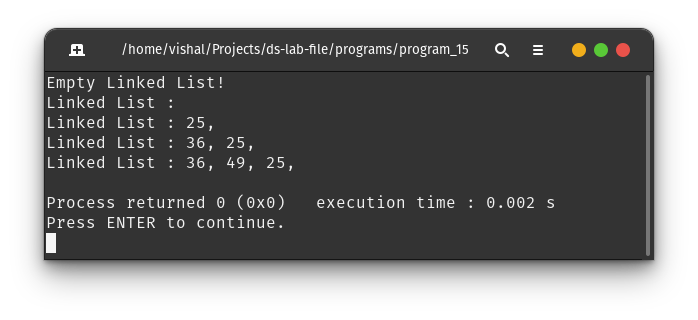 /home/vishal/Projects/ds-lab-file/programs/program_15
Empty Linked List!
Linked List :
Linked List : 25,
Linked List : 36, 25,
Linked List : 36, 49, 25,
Process returned 0 (0x0)   execution time : 0.002 s
Press ENTER to continue.